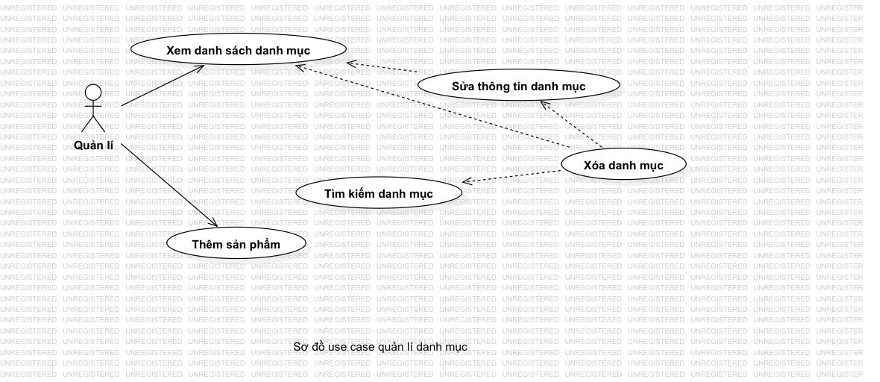 Xem danh sách danh mục
Sửa thông tin danh mục
Quản lí
Xóa danh mục
Tìm kiếm danh mục
Thêm sản phẩm
Sơ đồ use case quản lí danh mục
UNREGISTERED